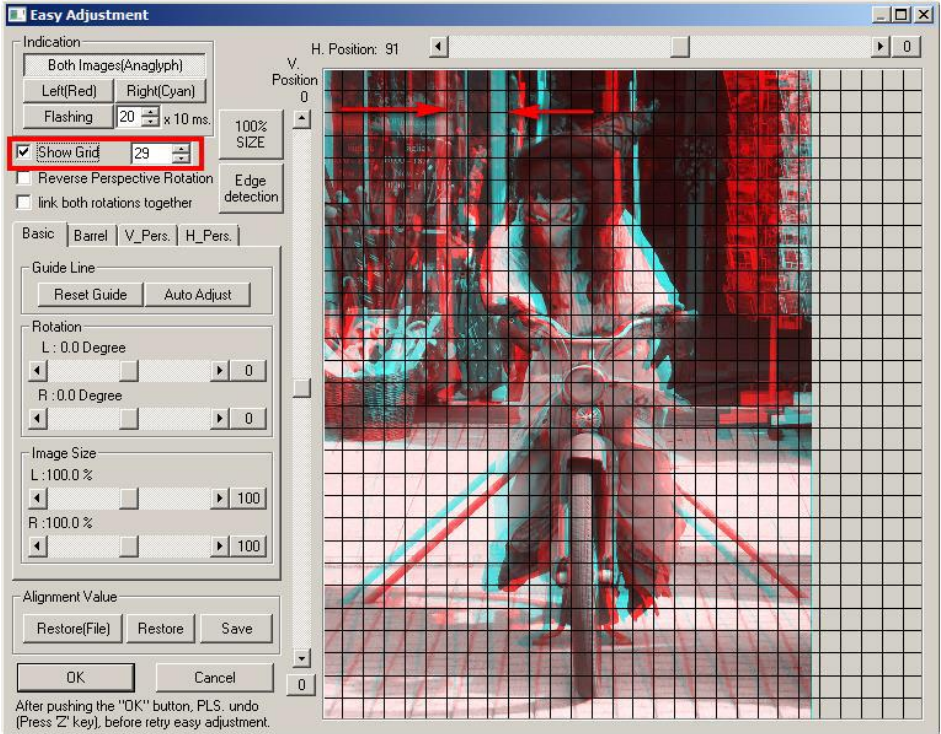 Easy Adjustment
Indication
Both Images(Anaglyph)
Left(Red) Right(Cyan)
Flashing 20 x 10 ms.
Show Grid 29
Reverse Perspective Rotation
link both rotations together
100%
SIZE
Edge
detection
H. Position: 91 0
V.
Position
0
Basic Barrel V_Pers. H_Pers.
Guide Line
Reset Guide Auto Adjust
Rotation
L : 0.0 Degree
0
R : 0.0 Degree
0
Image Size
L :100.0 %
100
R :100.0 %
100
Alignment Value
Restore(File) Restore Save
OK Cancel
0
After pushing the "OK" button, PLS. undo
(Press 'Z' key), before retry easy adjustment.